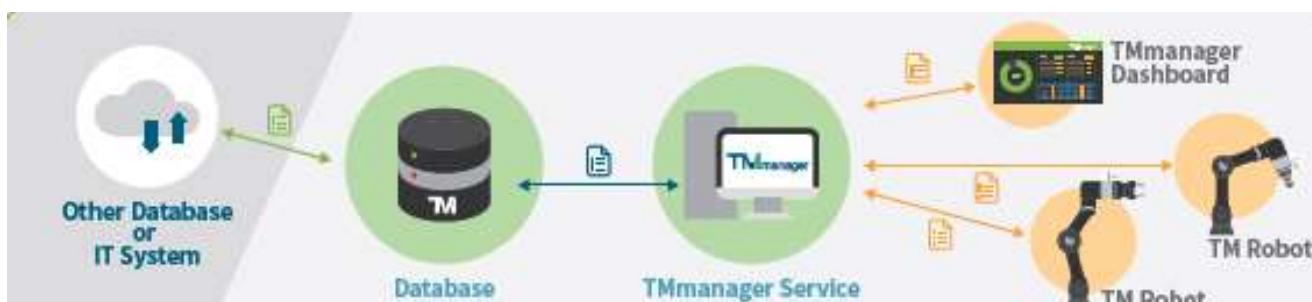 Other Database
or
IT System
TM
Database
TMmanager
TMmanager Service
TMmanager
Dashboard
TM Robot
TM Robot